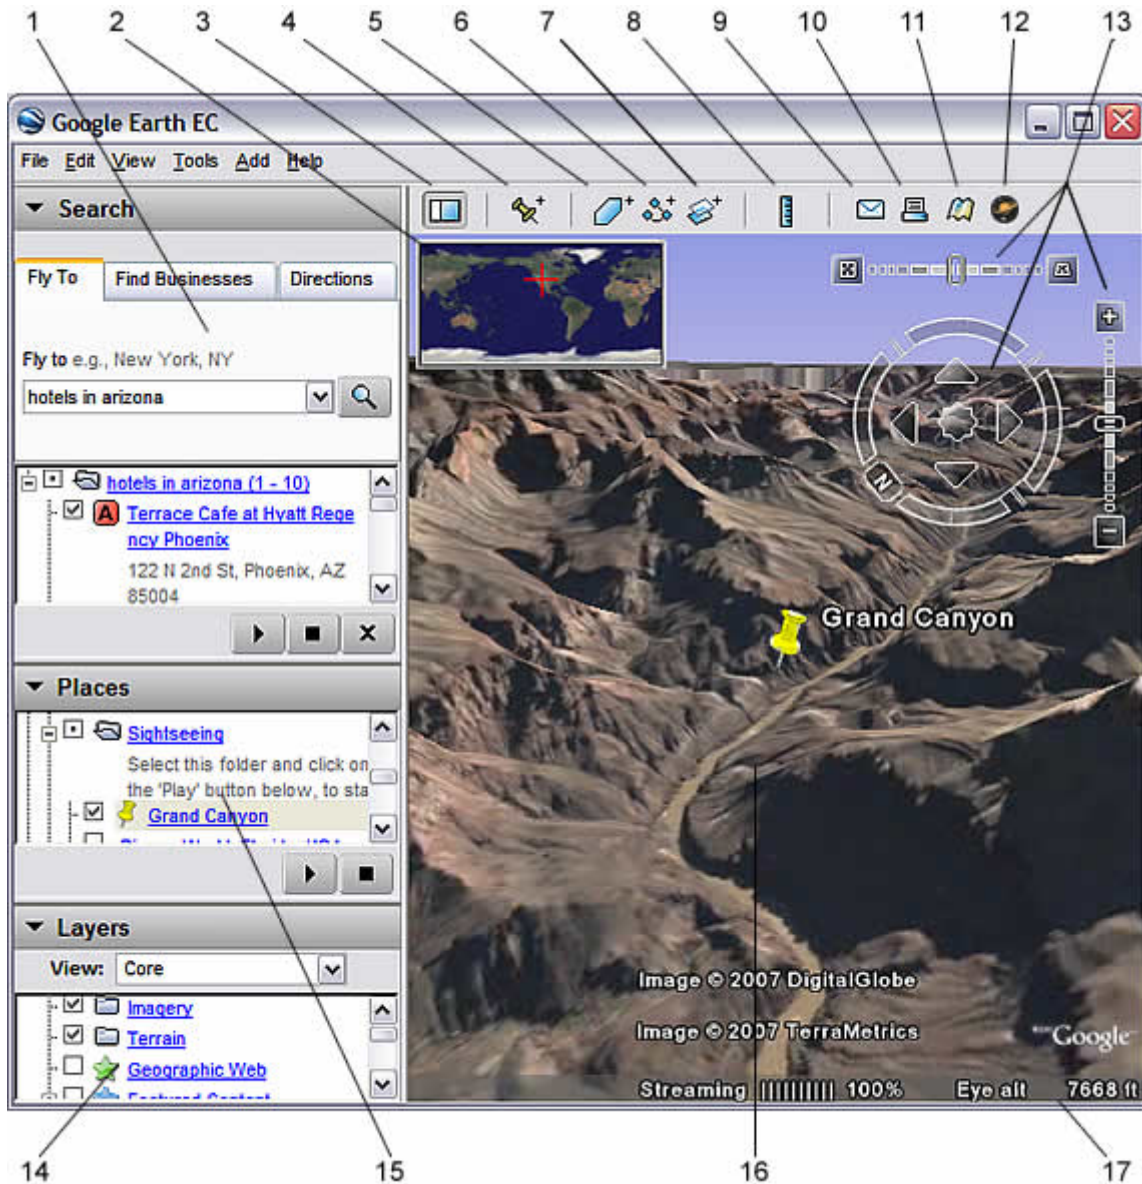 1 2 3 4 5 6 7 8 9 10 11 12 13
Google Earth EC
File Edit View Tools Add Help
Search
Fly To Find Businesses Directions
Fly to e.g., New York, NY
hotels in arizona
hotels in arizona (1 - 10)
A Terrace Cafe at Hyatt Rege
ncy Phoenix
122 N 2nd St, Phoenix, AZ
85004
N
Grand Canyon
Places
Sightseeing
Select this folder and click on
the 'Play' button below, to sta
Grand Canyon
Layers
View: Core
Imagery
Terrain
Geographic Web
Featured Content
Image © 2007 DigitalGlobe
Image © 2007 TerraMetrics
Google
Streaming |||||||||| 100% Eye alt 7668 ft
14 15 16 17